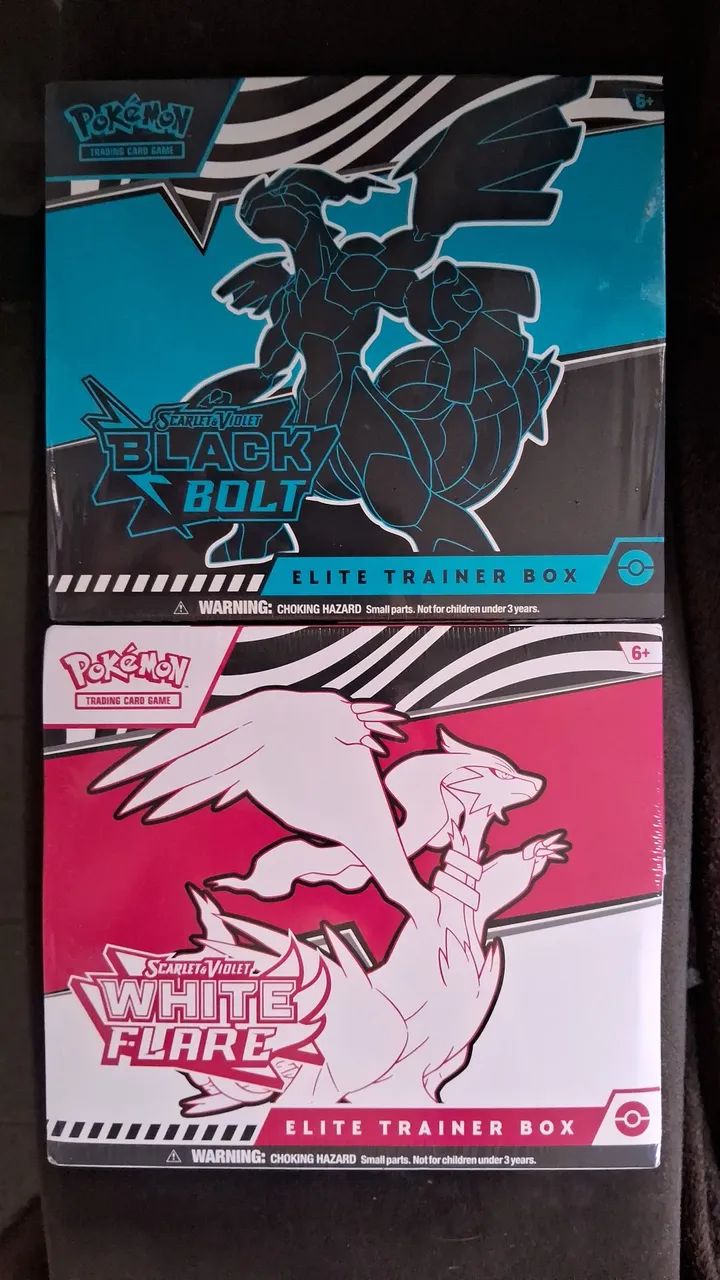 POKéMON
TRADING CARD GAME
6+
SCARLET & VIOLET
BLACK
BOLT
ELITE TRAINER BOX
WARNING: CHOKING HAZARD Small parts. Not for children under 3 years.
POKéMON
TRADING CARD GAME
6+
SCARLET & VIOLET
WHITE
FLARE
ELITE TRAINER BOX
WARNING: CHOKING HAZARD Small parts. Not for children under 3 years.